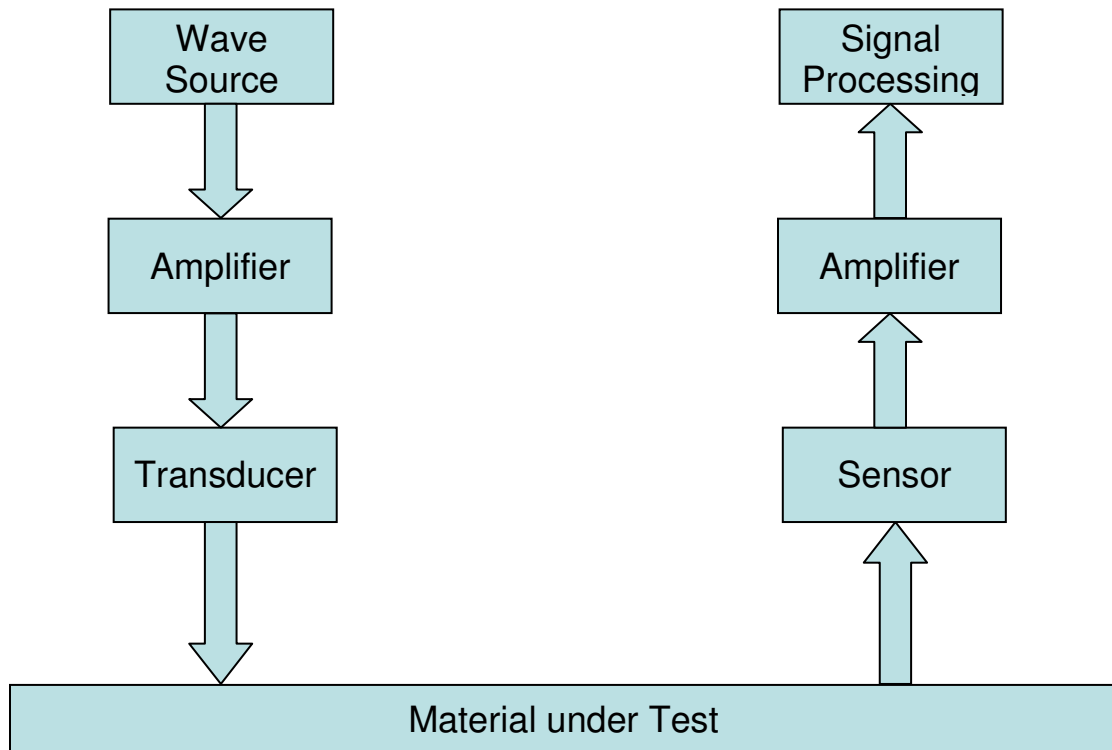 Wave
Source
Signal
Processing
Amplifier
Amplifier
Transducer
Sensor
Material under Test